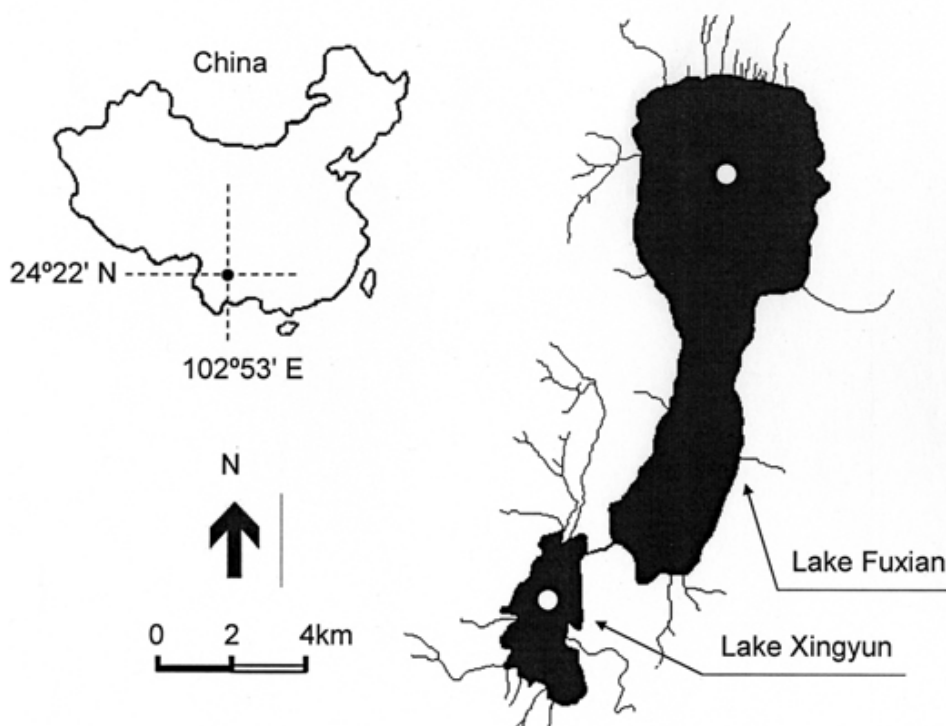 China
24º22' N
102º53' E
N
0 2 4km
Lake Fuxian
Lake Xingyun